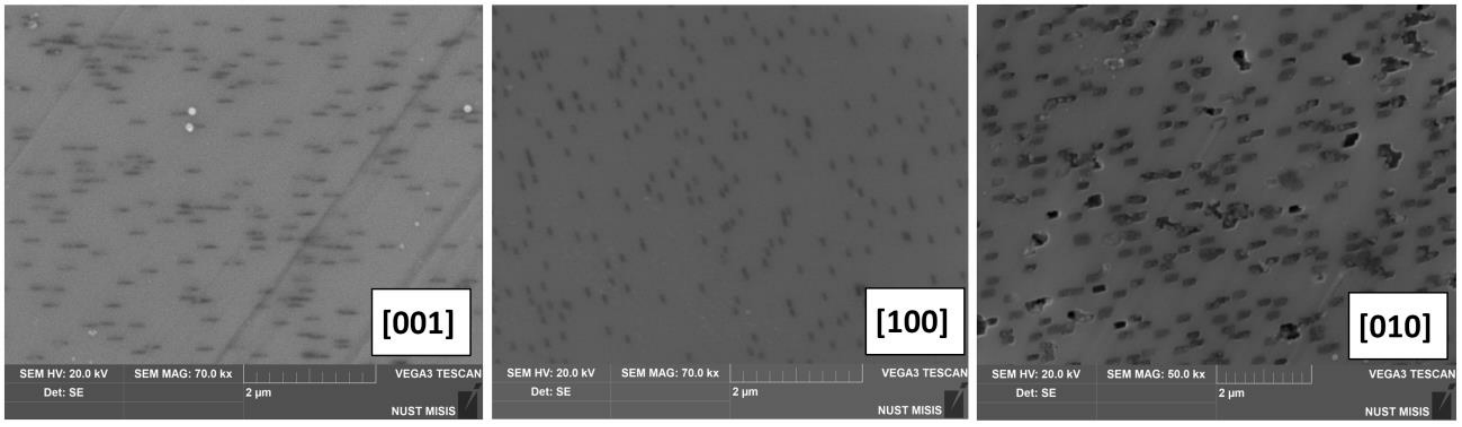 [001]
SEM HV: 20.0 kV SEM MAG: 70.0 kx VEGA3 TESCAN
Det: SE 2 µm
NUST MISIS
[100]
SEM HV: 20.0 kV SEM MAG: 70.0 kx VEGA3 TESCAN
Det: SE 2 µm
NUST MISIS
[010]
SEM HV: 20.0 kV SEM MAG: 50.0 kx VEGA3 TESCAN
Det: SE 2 µm
NUST MISIS